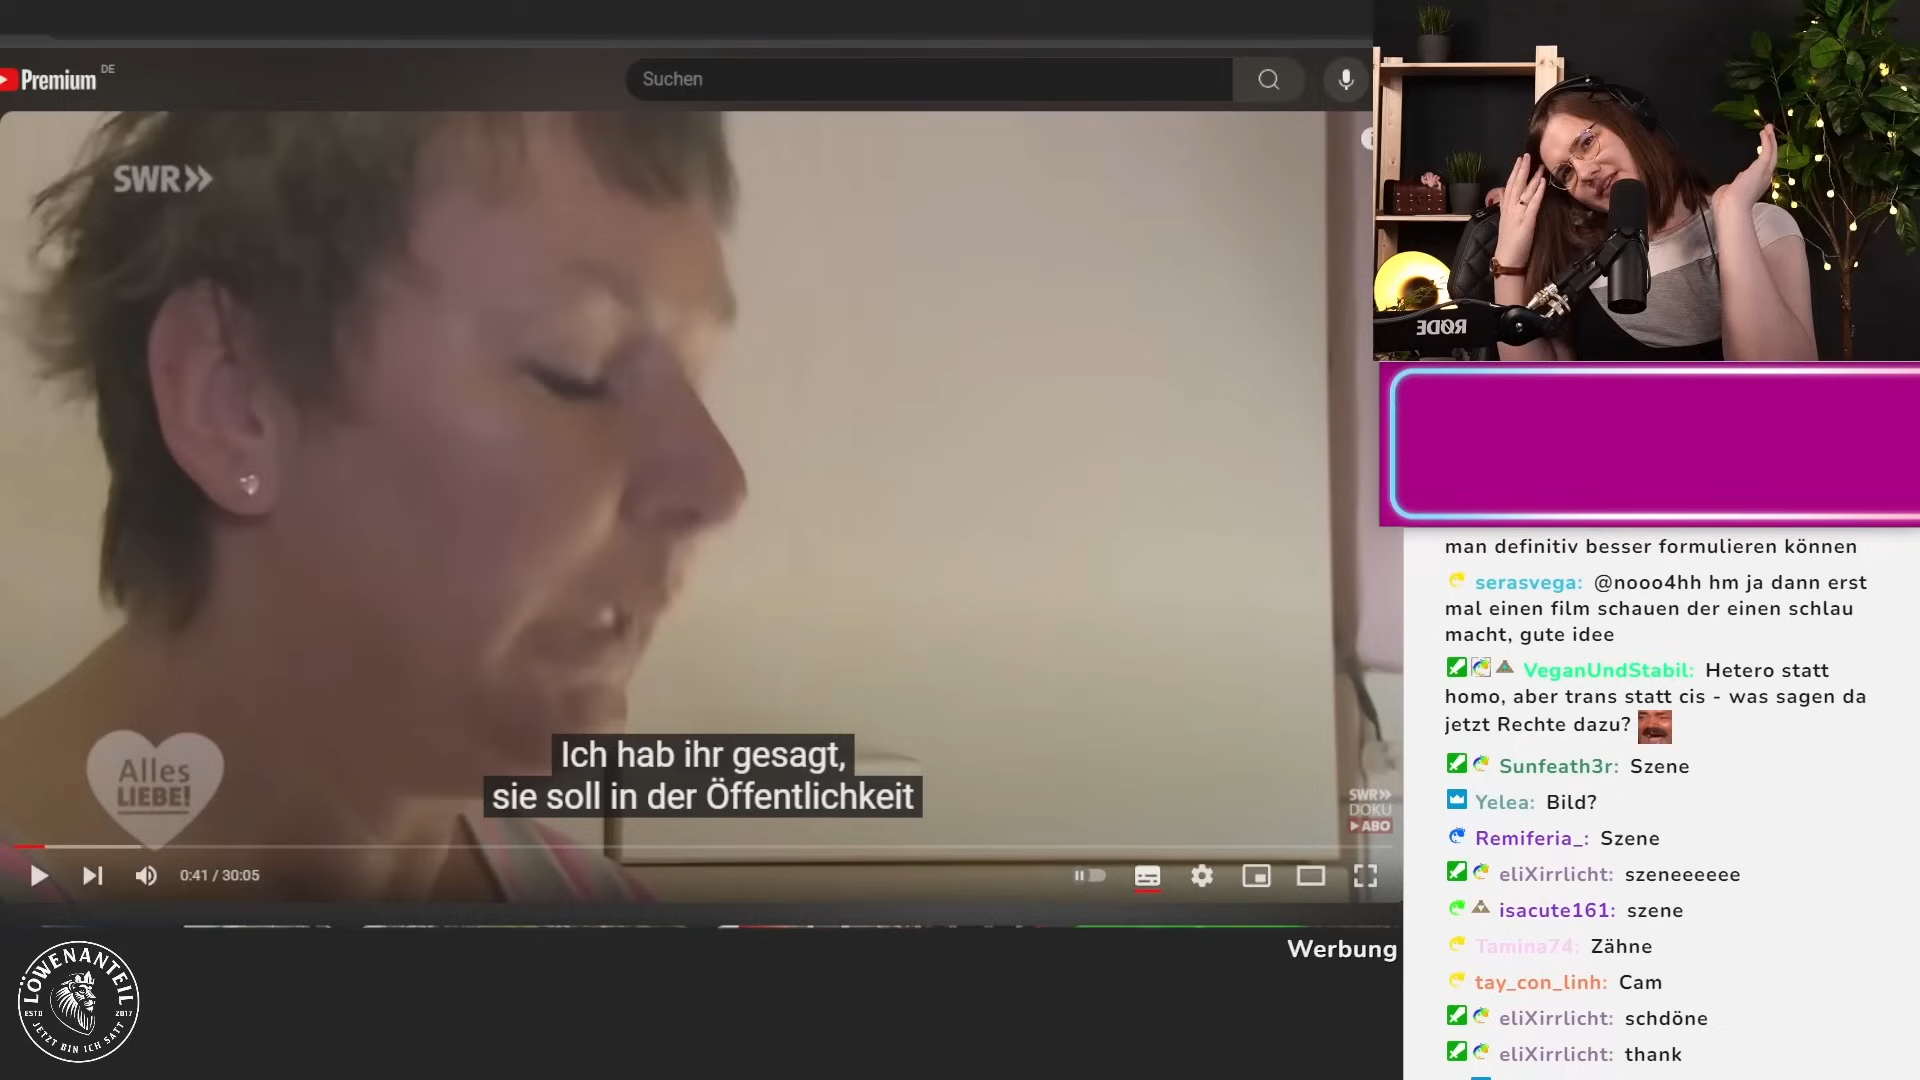 Premium DE
Suchen
SWR»
Alles
LIEBE!
Ich hab ihr gesagt,
sie soll in der Öffentlichkeit
SWR»
DOKU
ABO
0:41 / 30:05
Werbung
LÖWENANTEIL
ESTD 2017
JETZT BIN ICH SATT
RØDE
man definitiv besser formulieren können
serasvega: @nooo4hh hm ja dann erst
mal einen film schauen der einen schlau
macht, gute idee
VeganUndStabil: Hetero statt
homo, aber trans statt cis - was sagen da
jetzt Rechte dazu?
Sunfeath3r: Szene
Yelea: Bild?
Remiferia_: Szene
eliXirrlicht: szeneeeeee
isacute161: szene
Tamina74: Zähne
tay_con_linh: Cam
eliXirrlicht: schdöne
eliXirrlicht: thank